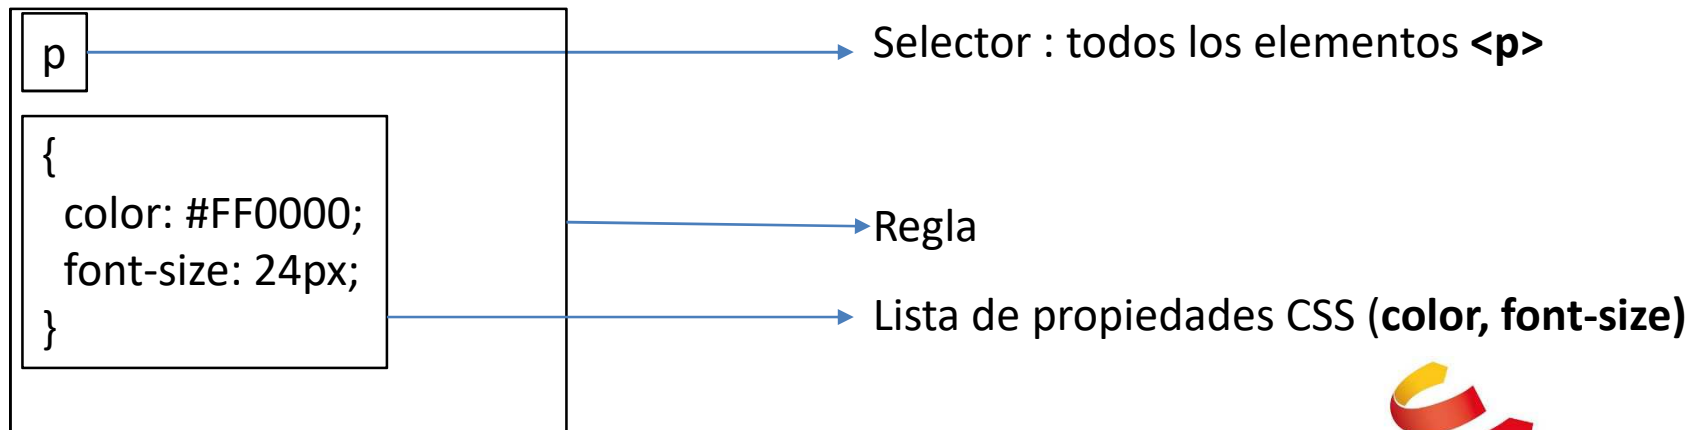 p
Selector : todos los elementos <p>
{
color: #FF0000;
font-size: 24px;
}
Regla
Lista de propiedades CSS (color, font-size)